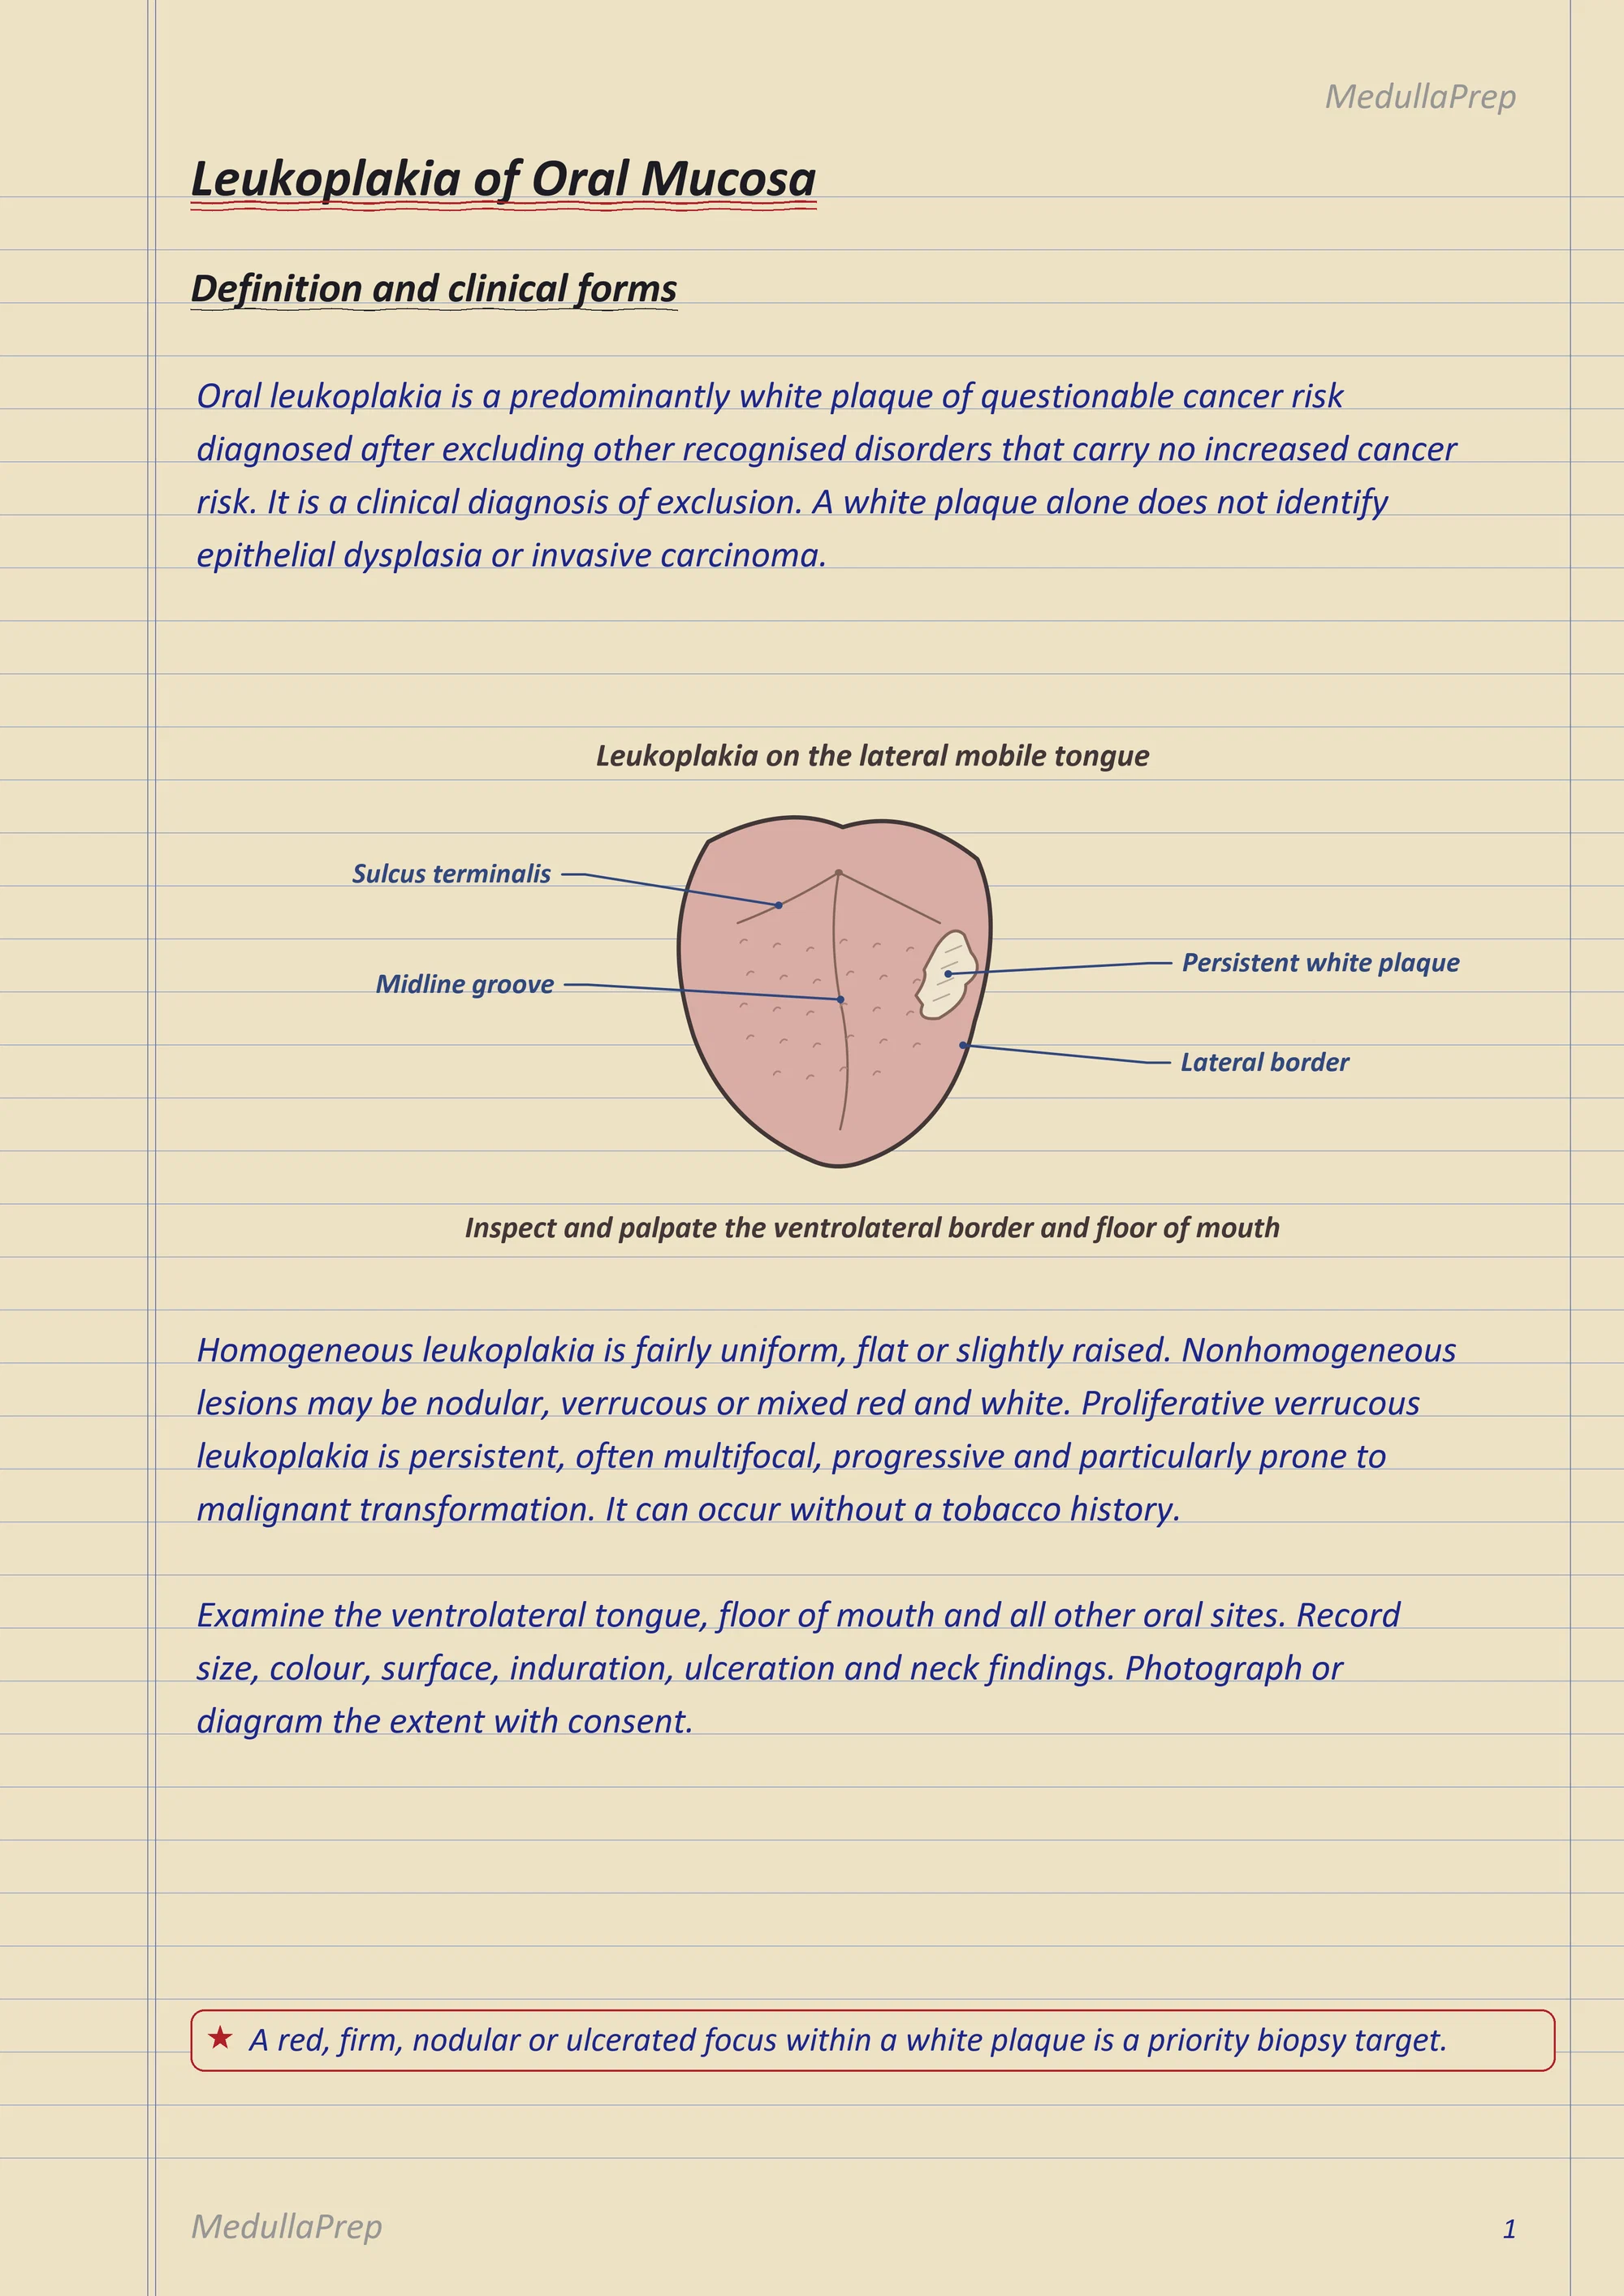 MedullaPrep
Leukoplakia of Oral Mucosa
Definition and clinical forms
Oral leukoplakia is a predominantly white plaque of questionable cancer risk
diagnosed after excluding other recognised disorders that carry no increased cancer
risk. It is a clinical diagnosis of exclusion. A white plaque alone does not identify
epithelial dysplasia or invasive carcinoma.
Leukoplakia on the lateral mobile tongue
Sulcus terminalis
Midline groove
Persistent white plaque
Lateral border
Inspect and palpate the ventrolateral border and floor of mouth
Homogeneous leukoplakia is fairly uniform, flat or slightly raised. Nonhomogeneous
lesions may be nodular, verrucous or mixed red and white. Proliferative verrucous
leukoplakia is persistent, often multifocal, progressive and particularly prone to
malignant transformation. It can occur without a tobacco history.
Examine the ventrolateral tongue, floor of mouth and all other oral sites. Record
size, colour, surface, induration, ulceration and neck findings. Photograph or
diagram the extent with consent.
★ A red, firm, nodular or ulcerated focus within a white plaque is a priority biopsy target.
MedullaPrep
1